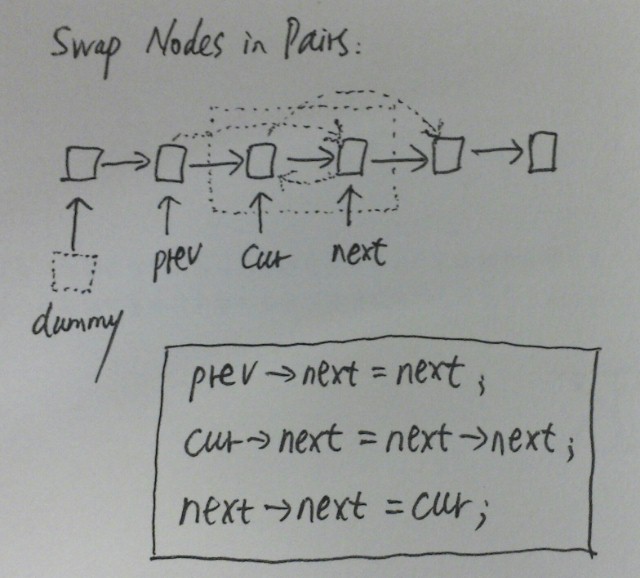 Swap Nodes in Pairs:
prev cur next
dummy
prev→next = next;
cur→next = next→next;
next→next = cur;